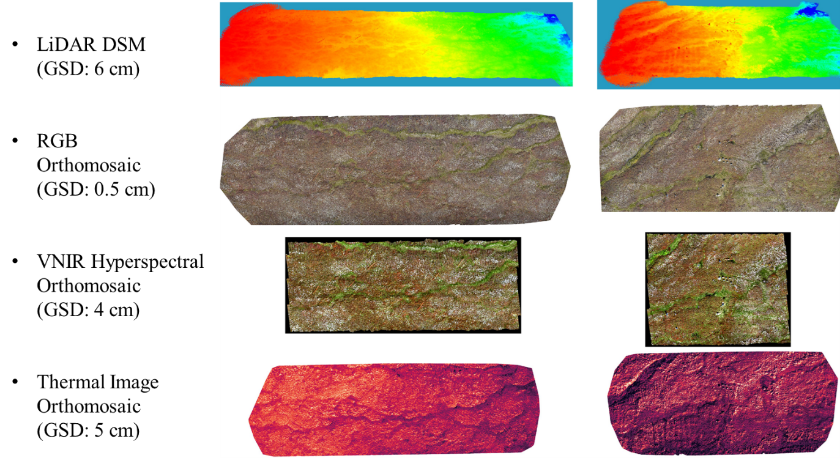 • LiDAR DSM
(GSD: 6 cm)
• RGB
Orthomosaic
(GSD: 0.5 cm)
• VNIR Hyperspectral
Orthomosaic
(GSD: 4 cm)
• Thermal Image
Orthomosaic
(GSD: 5 cm)